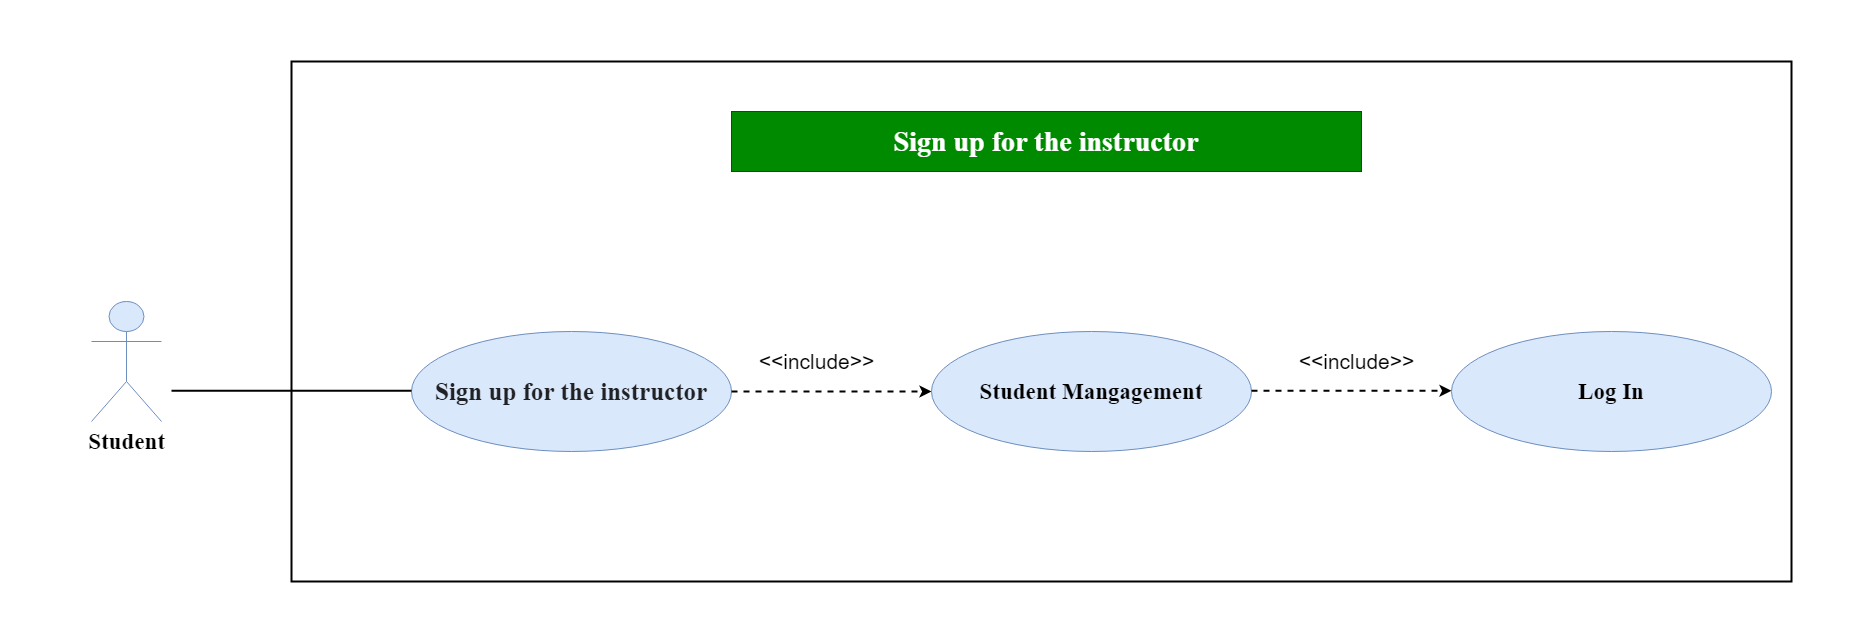 Sign up for the instructor
<<include>>
<<include>>
Sign up for the instructor
Student Mangagement
Log In
Student